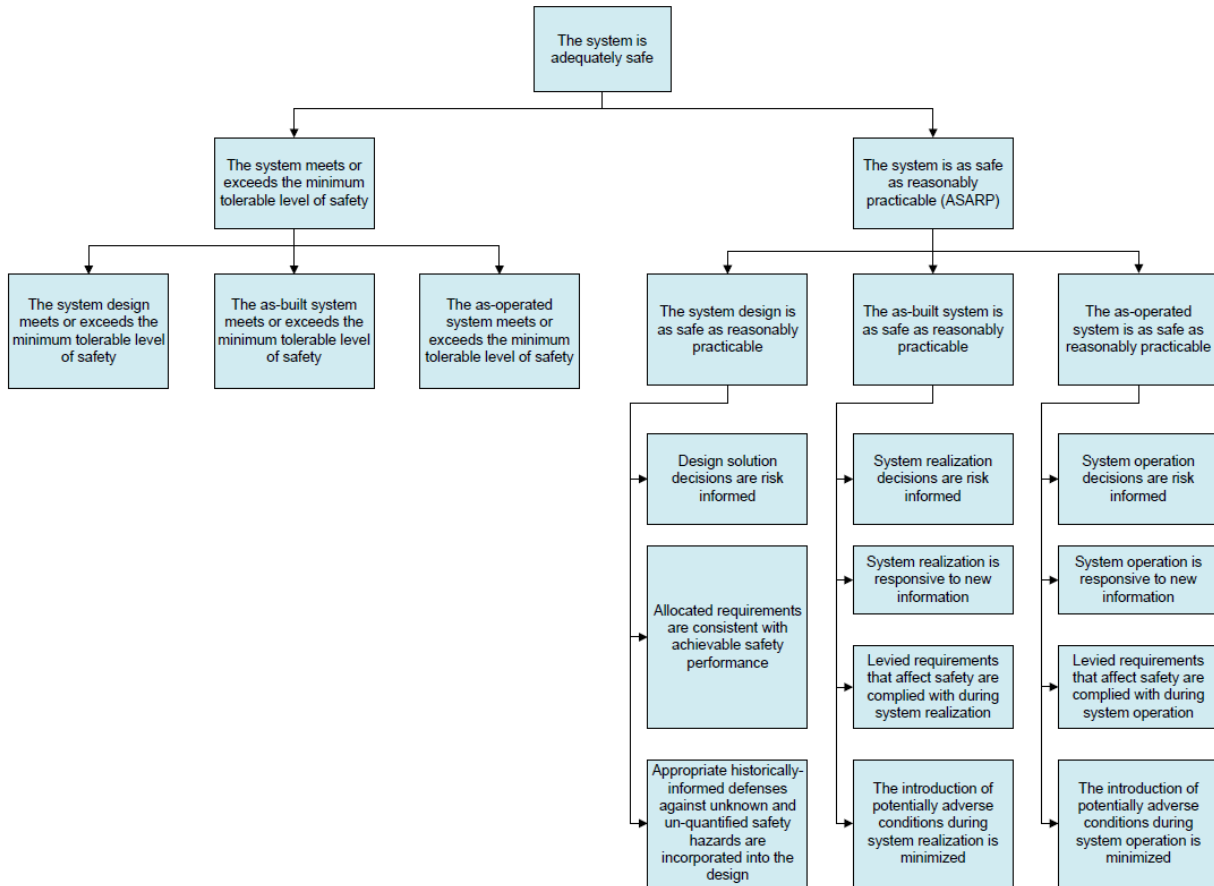 The system is
adequately safe
The system meets or
exceeds the minimum
tolerable level of safety
The system is as safe
as reasonably
practicable (ASARP)
The system design
meets or exceeds the
minimum tolerable level
of safety
The as-built system
meets or exceeds the
minimum tolerable level
of safety
The as-operated
system meets or
exceeds the minimum
tolerable level of safety
The system design is
as safe as reasonably
practicable
The as-built system is
as safe as reasonably
practicable
The as-operated
system is as safe as
reasonably practicable
Design solution
decisions are risk
informed
Allocated requirements
are consistent with
achievable safety
performance
Appropriate historically-
informed defenses
against unknown and
un-quantified safety
hazards are
incorporated into the
design
System realization
decisions are risk
informed
System realization is
responsive to new
information
Levied requirements
that affect safety are
complied with during
system realization
The introduction of
potentially adverse
conditions during
system realization is
minimized
System operation
decisions are risk
informed
System operation is
responsive to new
information
Levied requirements
that affect safety are
complied with during
system operation
The introduction of
potentially adverse
conditions during
system operation is
minimized